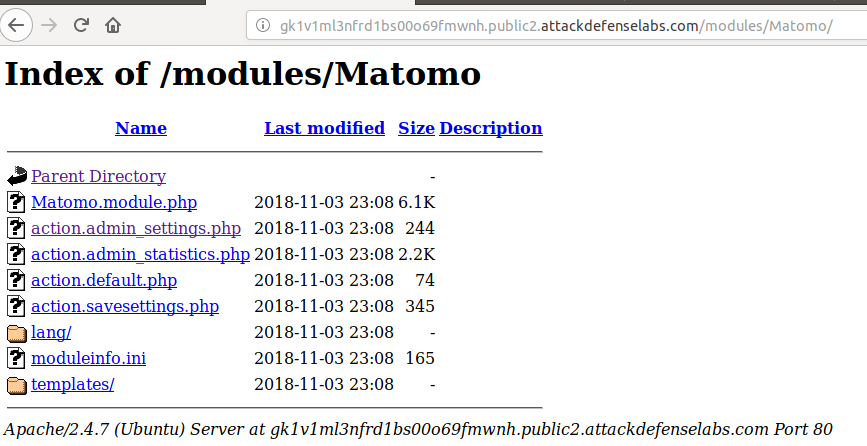 gk1v1ml3nfrd1bs00o69fmwnh.public2.attackdefenselabs.com/modules/Matomo/
Index of /modules/Matomo
Name Last modified Size Description
Parent Directory -
Matomo.module.php 2018-11-03 23:08 6.1K
action.admin_settings.php 2018-11-03 23:08 244
action.admin_statistics.php 2018-11-03 23:08 2.2K
action.default.php 2018-11-03 23:08 74
action.savesettings.php 2018-11-03 23:08 345
lang/ 2018-11-03 23:08 -
moduleinfo.ini 2018-11-03 23:08 165
templates/ 2018-11-03 23:08 -
Apache/2.4.7 (Ubuntu) Server at gk1v1ml3nfrd1bs00o69fmwnh.public2.attackdefenselabs.com Port 80